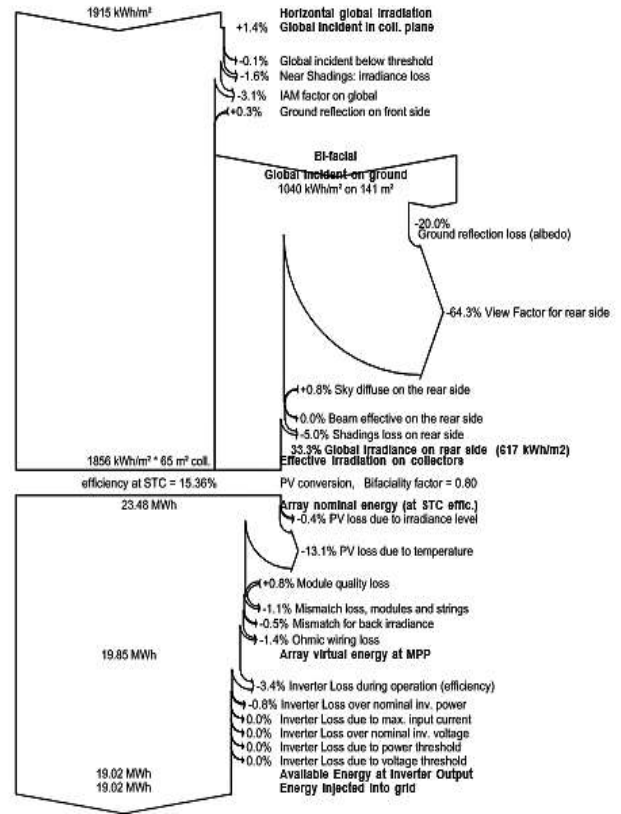 1915 kWh/m² Horizontal global irradiation
+1.4% Global incident in coll. plane
-0.1% Global incident below threshold
-1.6% Near Shadings: irradiance loss
-3.1% IAM factor on global
+0.3% Ground reflection on front side
Bi-facial
Global incident on ground
1040 kWh/m² on 141 m²
-20.0%
Ground reflection loss (albedo)
-64.3% View Factor for rear side
+0.8% Sky diffuse on the rear side
0.0% Beam effective on the rear side
-5.0% Shadings loss on rear side
33.3% Global Irradiance on rear side (617 kWh/m2)
1856 kWh/m² * 65 m² coll. Effective irradiation on collectors
efficiency at STC = 15.36% PV conversion, Bifaciality factor = 0.80
23.48 MWh Array nominal energy (at STC effic.)
-0.4% PV loss due to irradiance level
-13.1% PV loss due to temperature
+0.8% Module quality loss
-1.1% Mismatch loss, modules and strings
-0.5% Mismatch for back irradiance
-1.4% Ohmic wiring loss
19.85 MWh Array virtual energy at MPP
-3.4% Inverter Loss during operation (efficiency)
-0.8% Inverter Loss over nominal inv. power
0.0% Inverter Loss due to max. input current
0.0% Inverter Loss over nominal inv. voltage
0.0% Inverter Loss due to power threshold
0.0% Inverter Loss due to voltage threshold
19.02 MWh Available Energy at Inverter Output
19.02 MWh Energy injected into grid